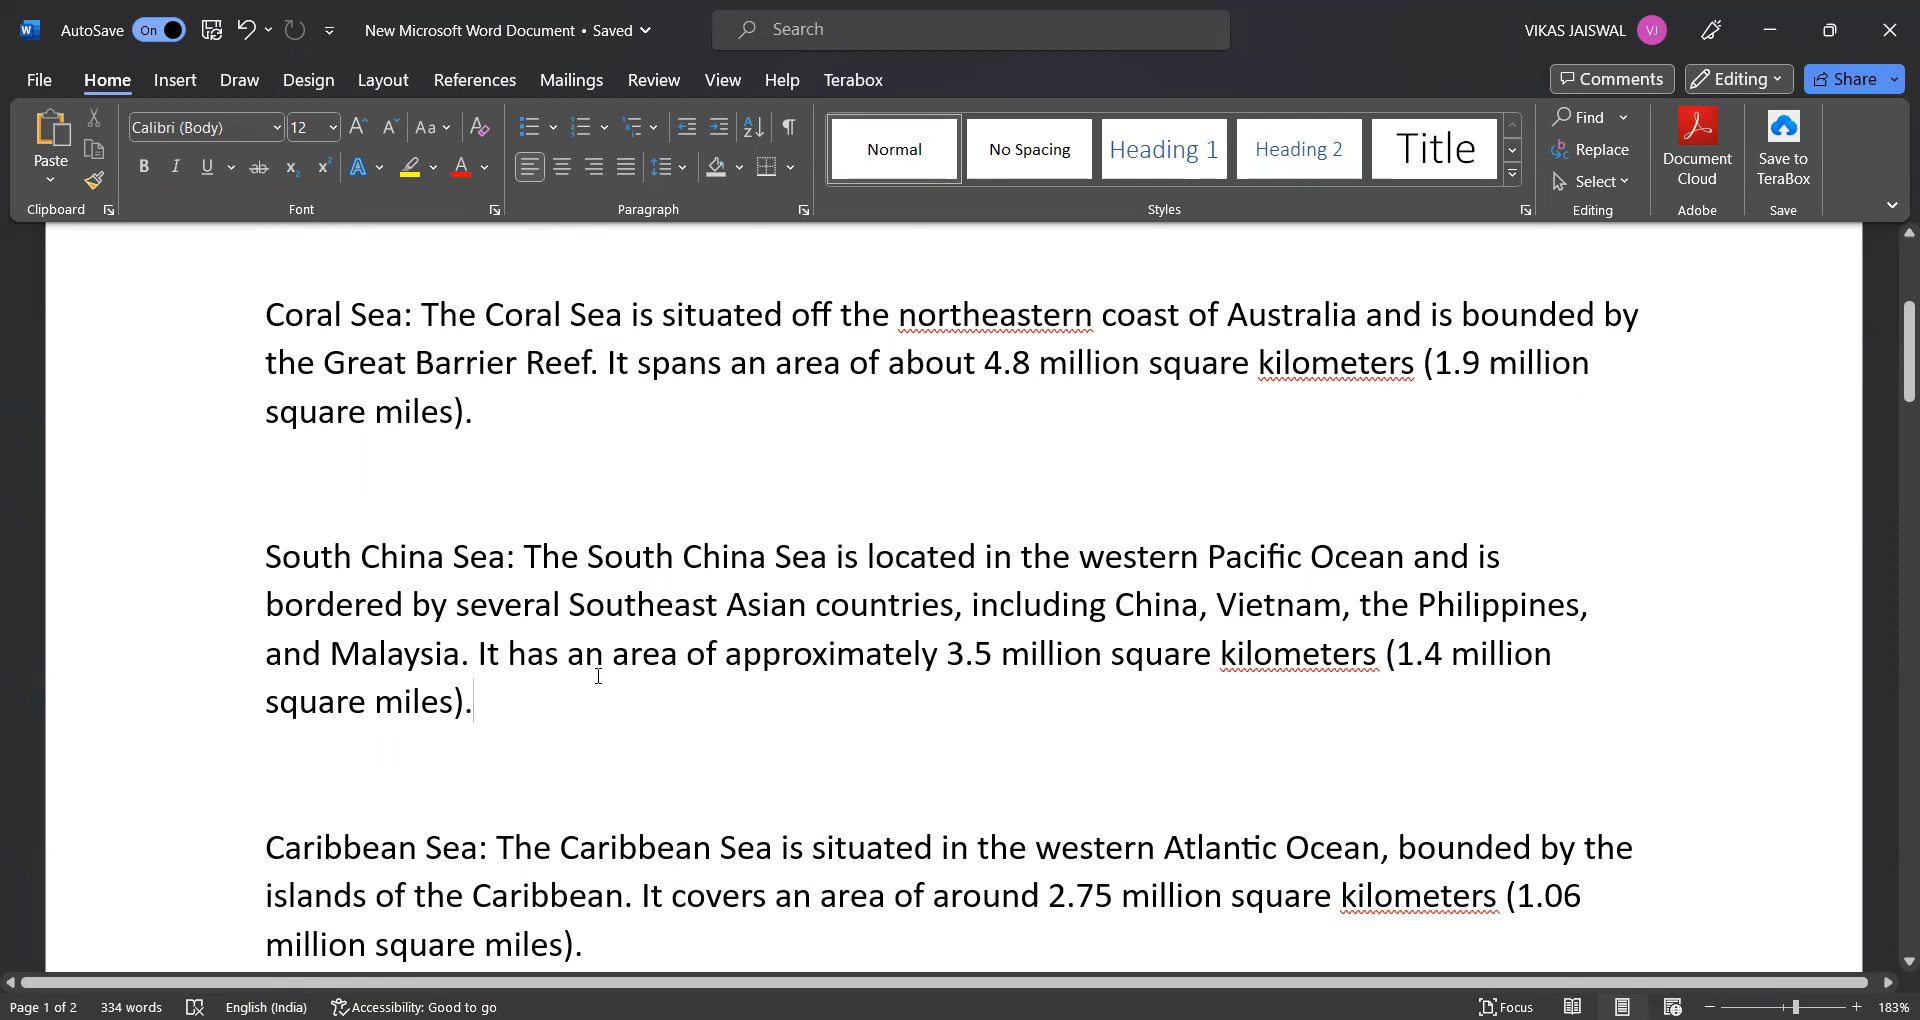 AutoSave On New Microsoft Word Document • Saved Search VIKAS JAISWAL VJ
File Home Insert Draw Design Layout References Mailings Review View Help Terabox Comments Editing Share
Calibri (Body) 12 Aa
Paste B I U ab x₂ x² A A
Normal No Spacing Heading 1 Heading 2 Title
Find Replace Select
Document Cloud
Save to TeraBox
Clipboard Font Paragraph Styles Editing Adobe Save
Coral Sea: The Coral Sea is situated off the northeastern coast of Australia and is bounded by
the Great Barrier Reef. It spans an area of about 4.8 million square kilometers (1.9 million
square miles).
South China Sea: The South China Sea is located in the western Pacific Ocean and is
bordered by several Southeast Asian countries, including China, Vietnam, the Philippines,
and Malaysia. It has an area of approximately 3.5 million square kilometers (1.4 million
square miles).
Caribbean Sea: The Caribbean Sea is situated in the western Atlantic Ocean, bounded by the
islands of the Caribbean. It covers an area of around 2.75 million square kilometers (1.06
million square miles).
Page 1 of 2 334 words English (India) Accessibility: Good to go Focus 183%